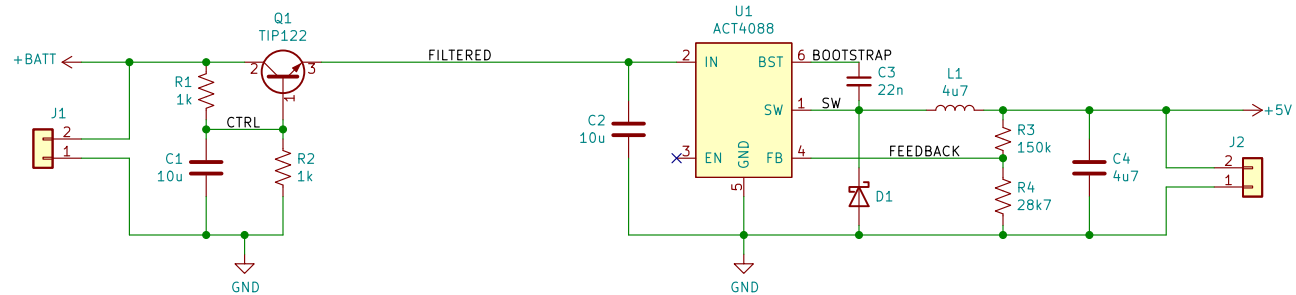 Q1
TIP122
+BATT
2
3
1
R1
1k
CTRL
J1
2
1
C1
10u
R2
1k
GND
FILTERED
C2
10u
U1
ACT4088
2
IN
BST
6
BOOTSTRAP
SW
1
SW
3
EN
GND
FB
4
FEEDBACK
5
GND
C3
22n
L1
4u7
D1
R3
150k
R4
28k7
C4
4u7
+5V
J2
2
1